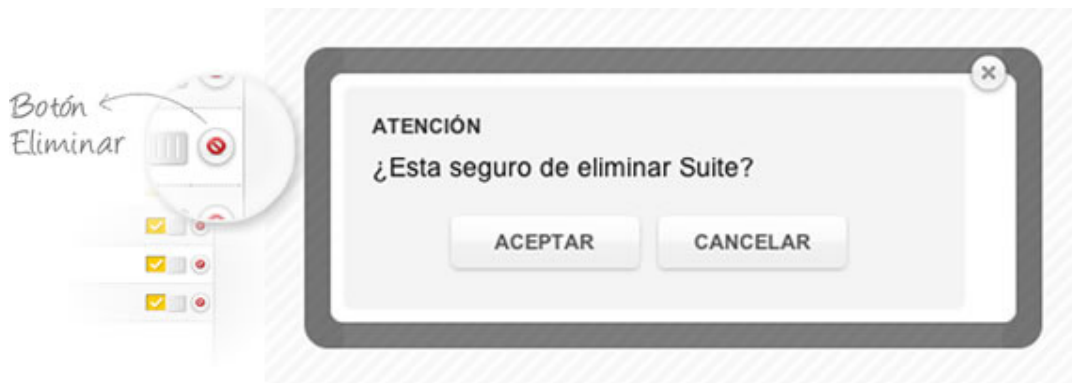 Botón
Eliminar
ATENCIÓN
¿Esta seguro de eliminar Suite?
ACEPTAR
CANCELAR